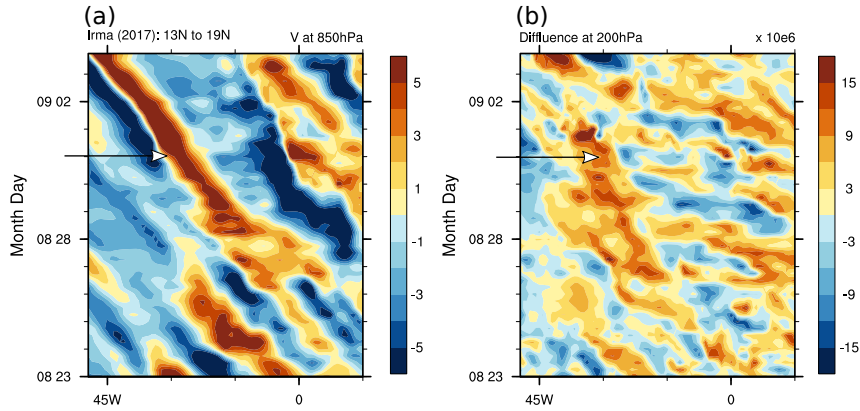 (a)
Irma (2017): 13N to 19N V at 850hPa
Month Day
09 02
08 28
08 23
45W 0
5
3
1
-1
-3
-5
(b)
Diffluence at 200hPa x 10e6
Month Day
09 02
08 28
08 23
45W 0
15
9
3
-3
-9
-15